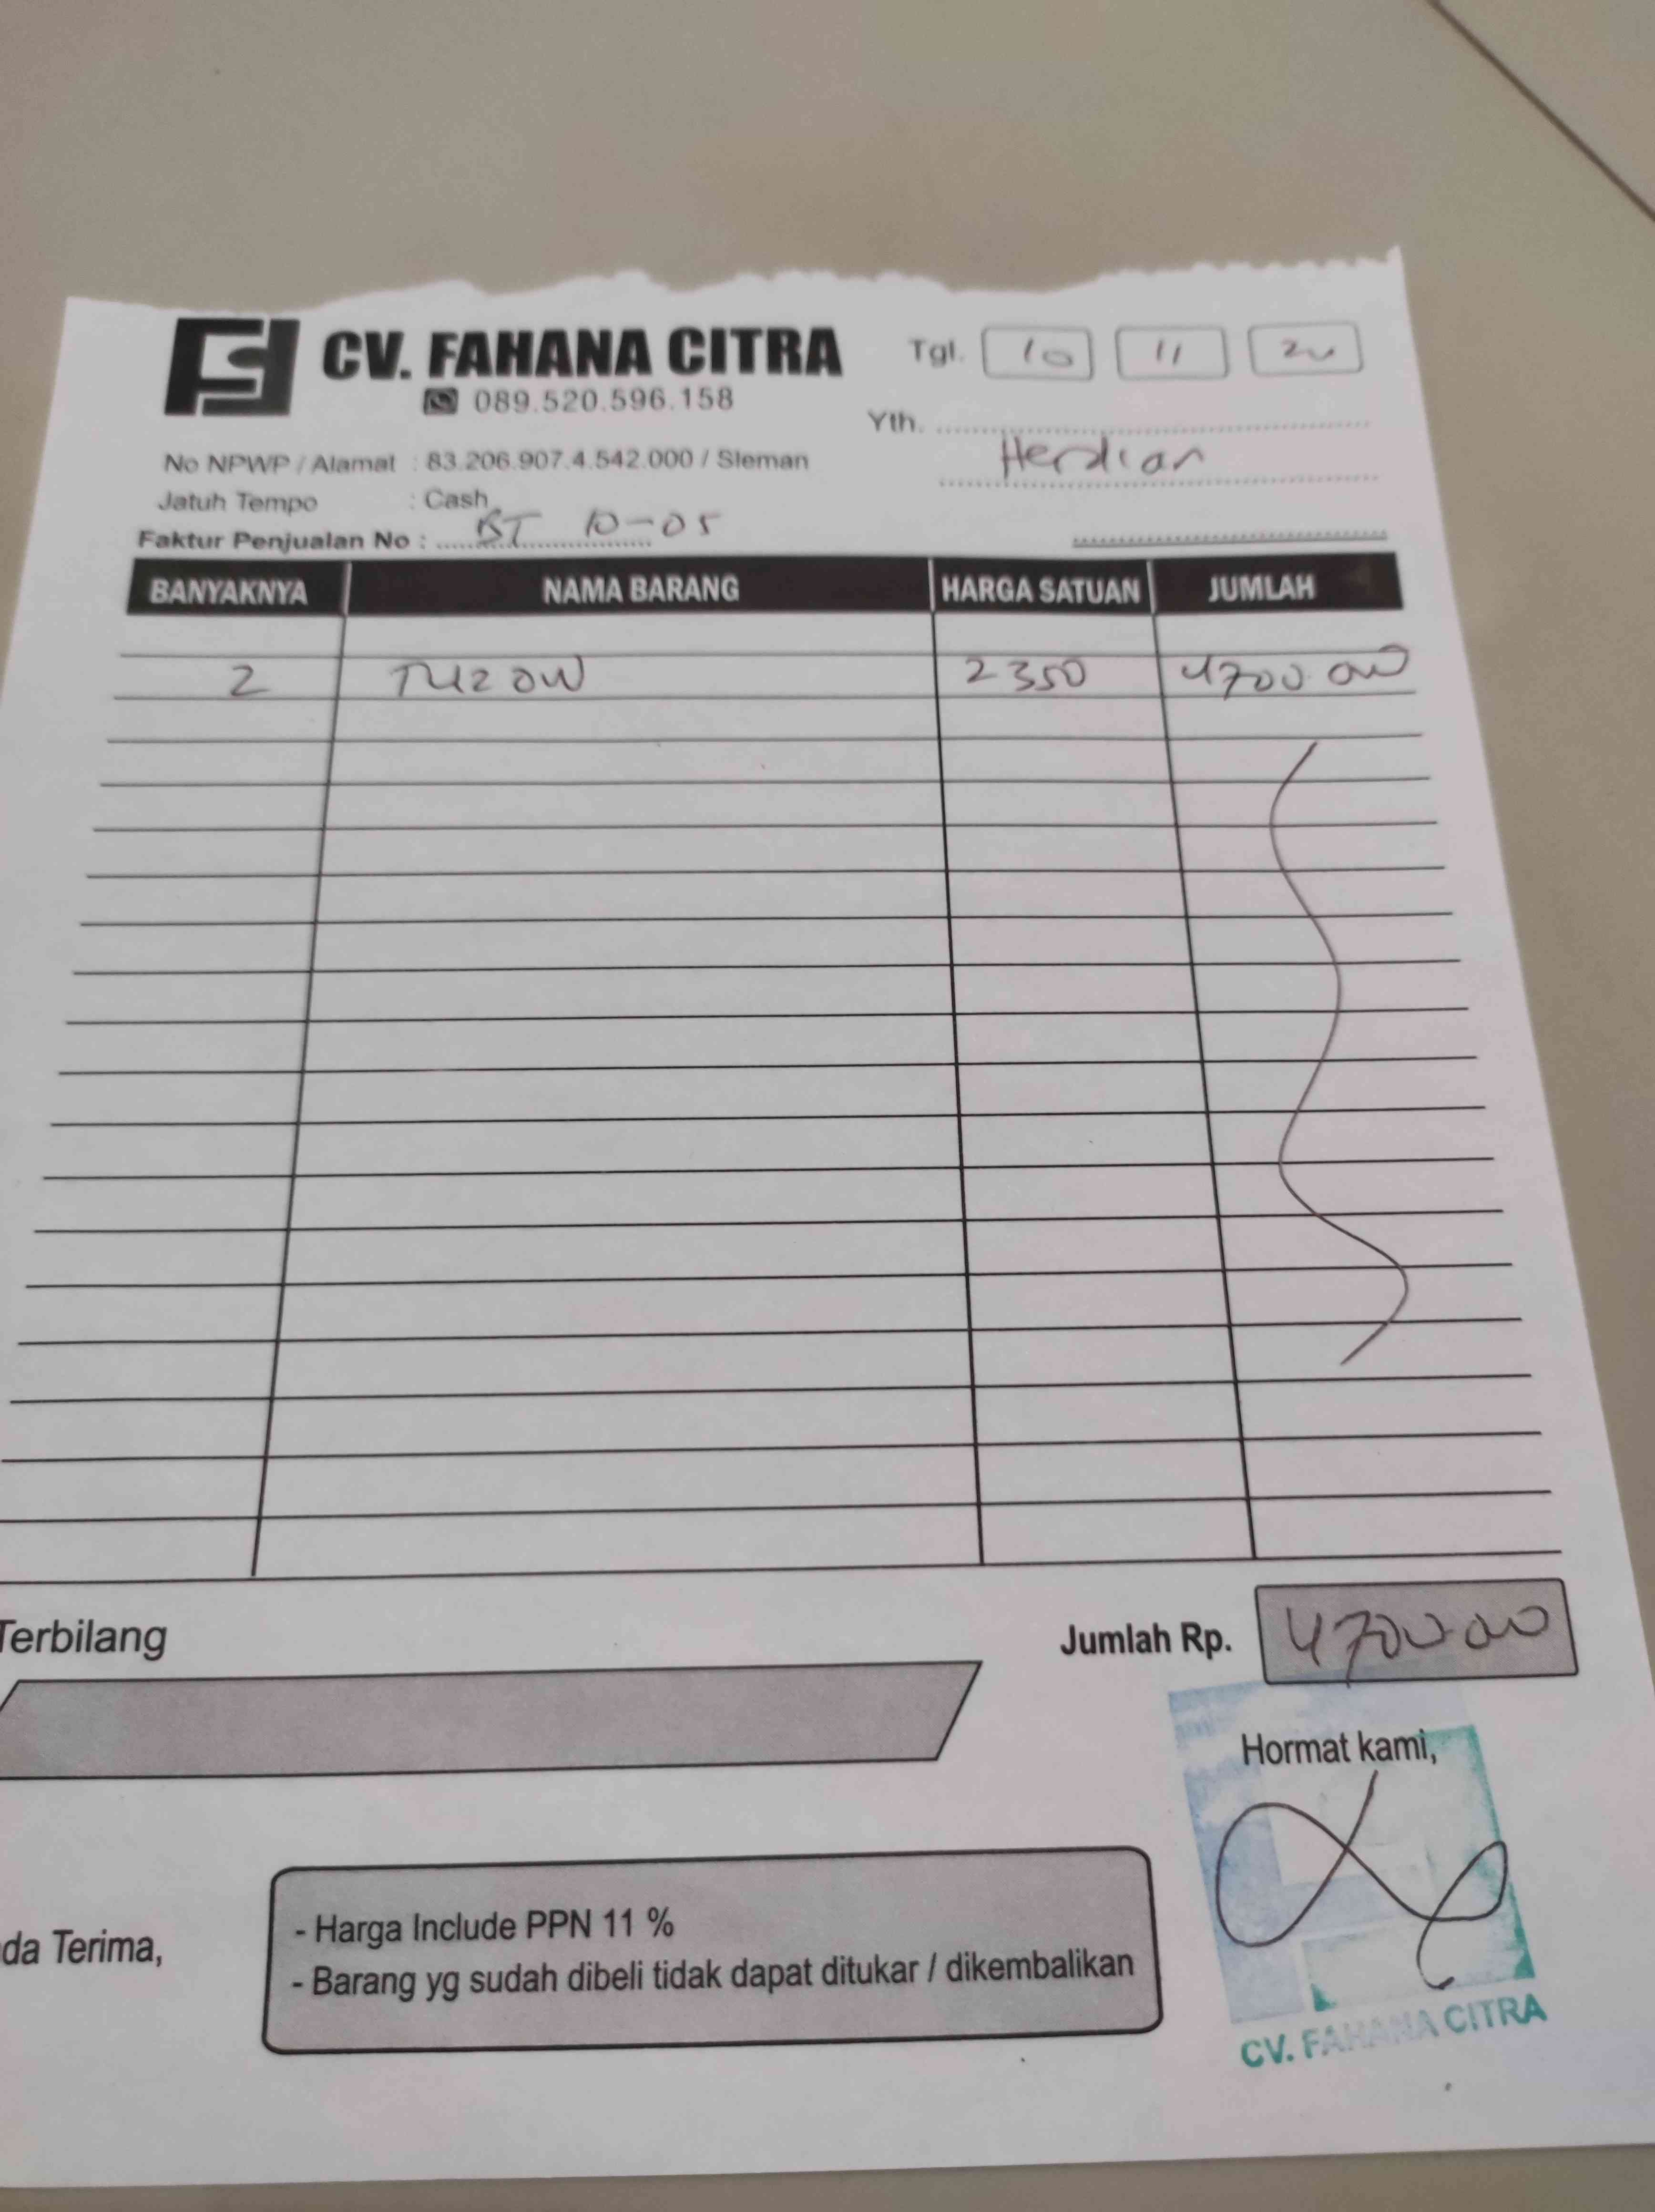 CV. FAHANA CITRA
089.520.596.158
Tgl. 10 11
Yth.
Herdian
No NPWP / Alamat : 83.206.907.4.542.000 / Sleman
Jatuh Tempo : Cash
Faktur Penjualan No : BT 10-05
BANYAKNYA NAMA BARANG HARGA SATUAN JUMLAH
2 2350 4700.000
Terbilang
Jumlah Rp. 4700.000
Hormat kami,
- Harga Include PPN 11 %
- Barang yg sudah dibeli tidak dapat ditukar / dikembalikan
da Terima,
CV. FAHANA CITRA